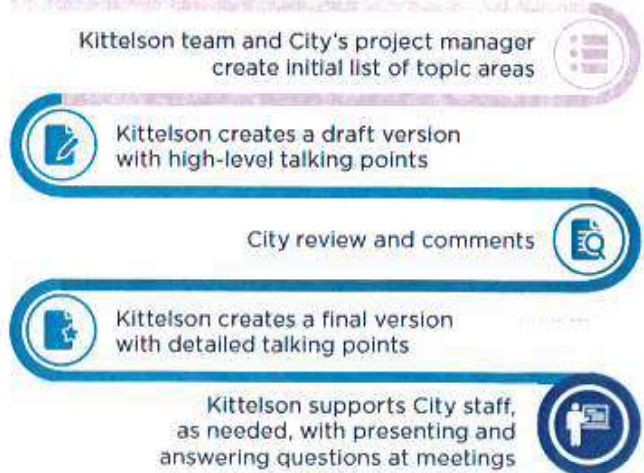 Kittelson team and City's project manager
create initial list of topic areas
Kittelson creates a draft version
with high-level talking points
City review and comments
Kittelson creates a final version
with detailed talking points
Kittelson supports City staff,
as needed, with presenting and
answering questions at meetings